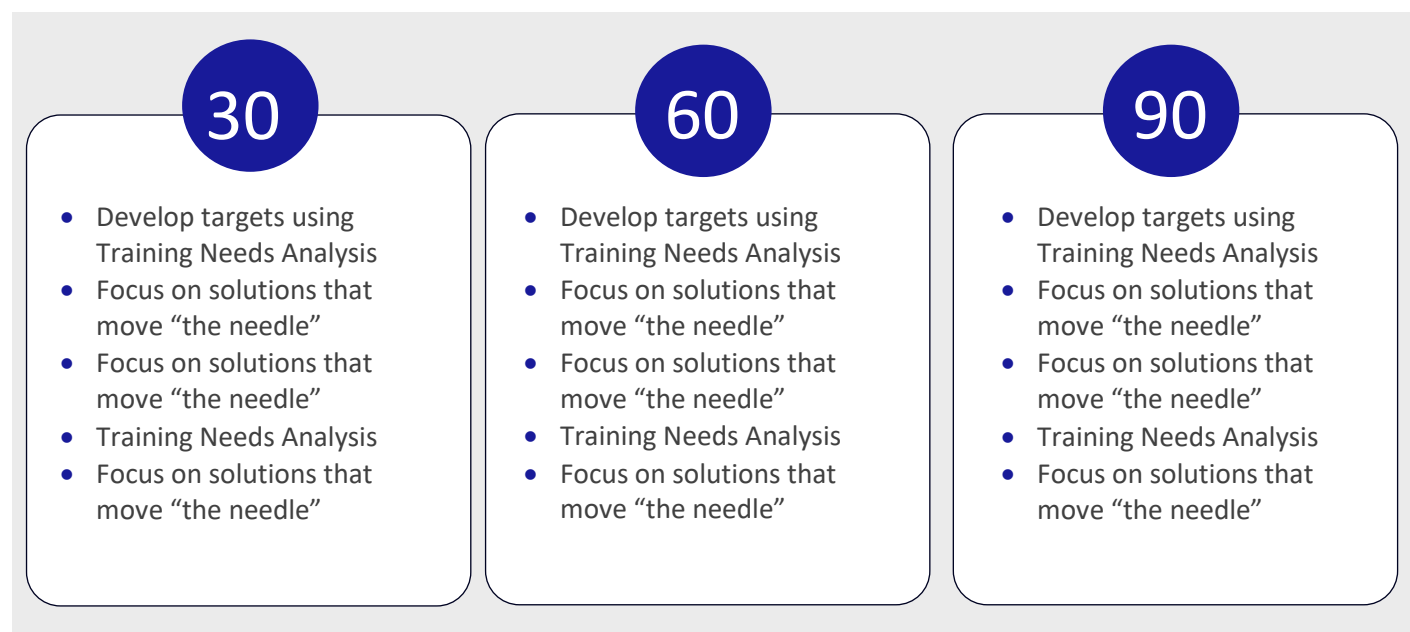 30
Develop targets using
Training Needs Analysis
Focus on solutions that
move “the needle”
Focus on solutions that
move “the needle”
Training Needs Analysis
Focus on solutions that
move “the needle”
60
Develop targets using
Training Needs Analysis
Focus on solutions that
move “the needle”
Focus on solutions that
move “the needle”
Training Needs Analysis
Focus on solutions that
move “the needle”
90
Develop targets using
Training Needs Analysis
Focus on solutions that
move “the needle”
Focus on solutions that
move “the needle”
Training Needs Analysis
Focus on solutions that
move “the needle”